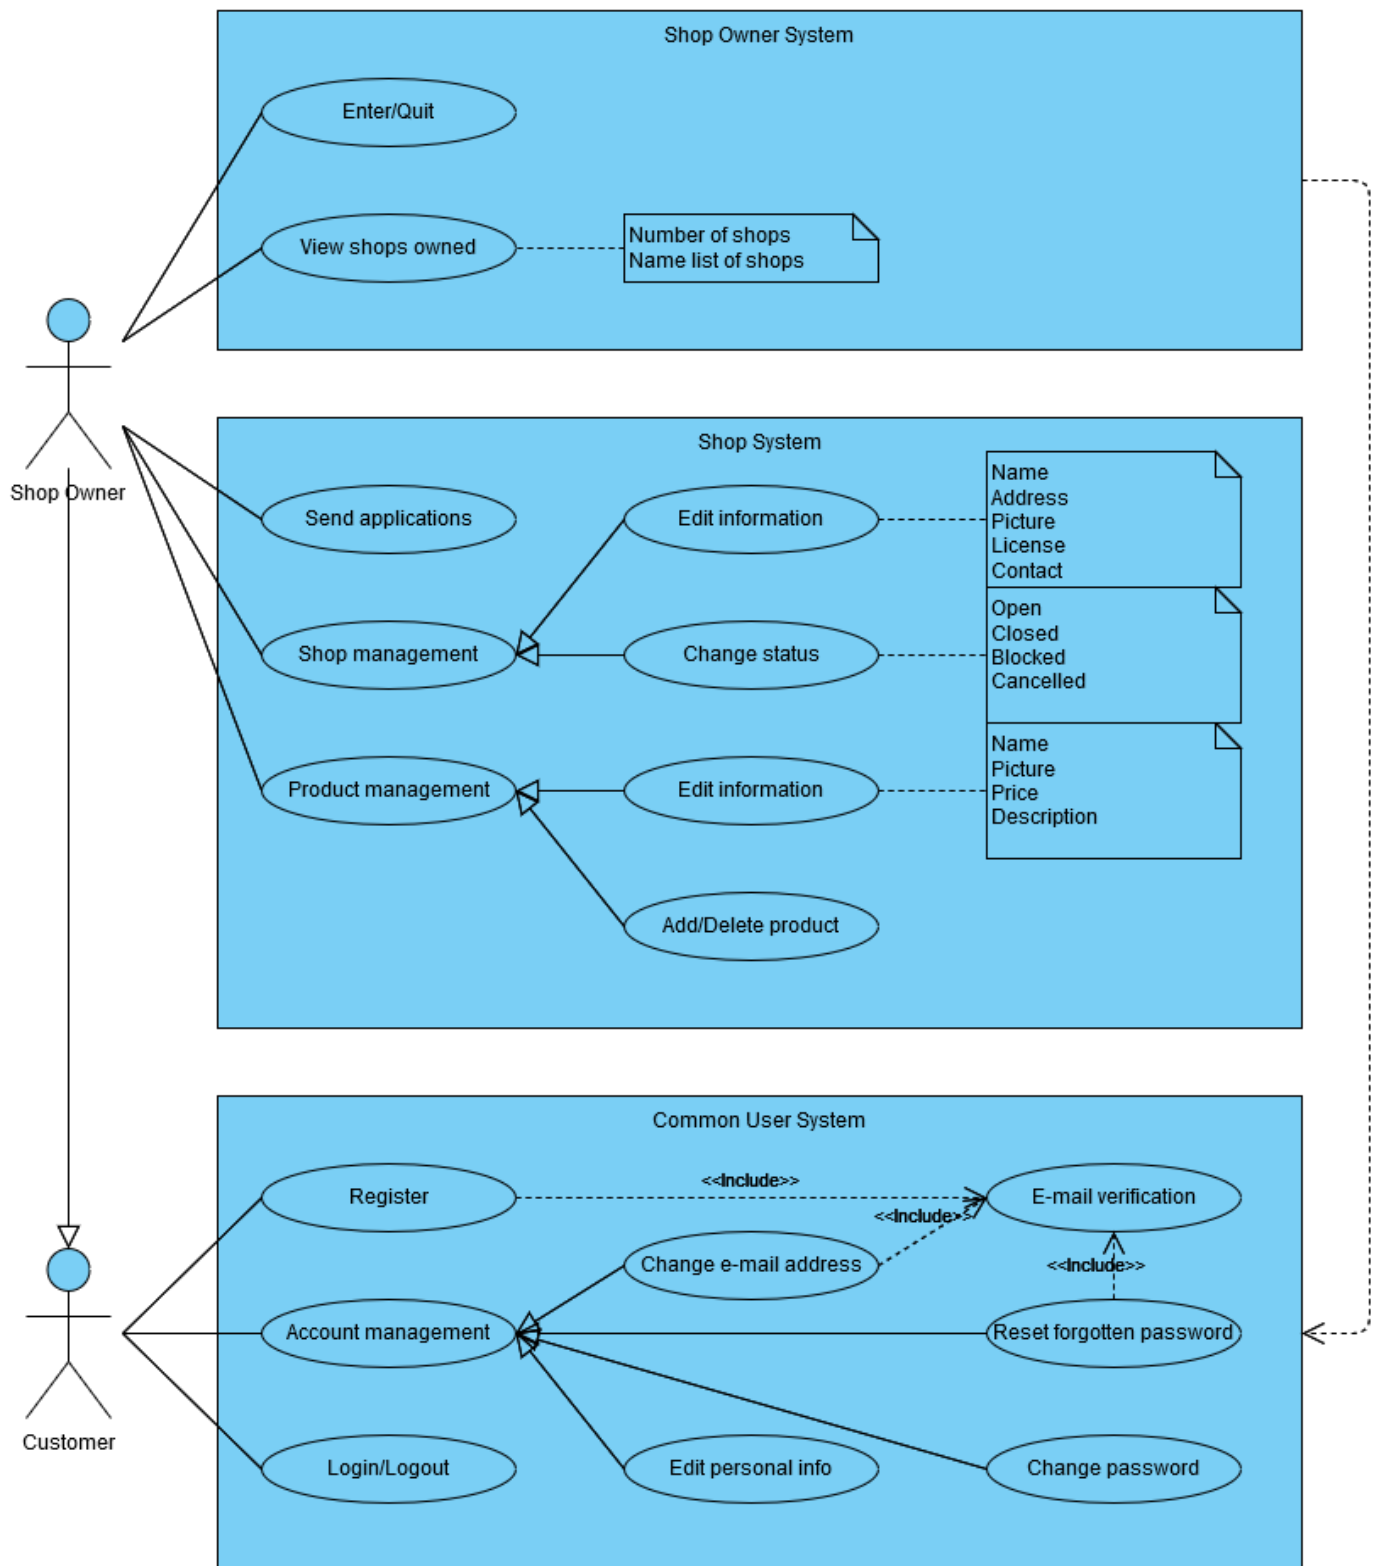 Shop Owner System
Enter/Quit
View shops owned
Number of shops
Name list of shops
Shop Owner
Shop System
Send applications
Edit information
Name
Address
Picture
License
Contact
Shop management
Change status
Open
Closed
Blocked
Cancelled
Product management
Edit information
Name
Picture
Price
Description
Add/Delete product
Common User System
Register
<<Include>>
E-mail verification
<<Include>>
Change e-mail address
<<Include>>
Account management
Reset forgotten password
Customer
Login/Logout
Edit personal info
Change password